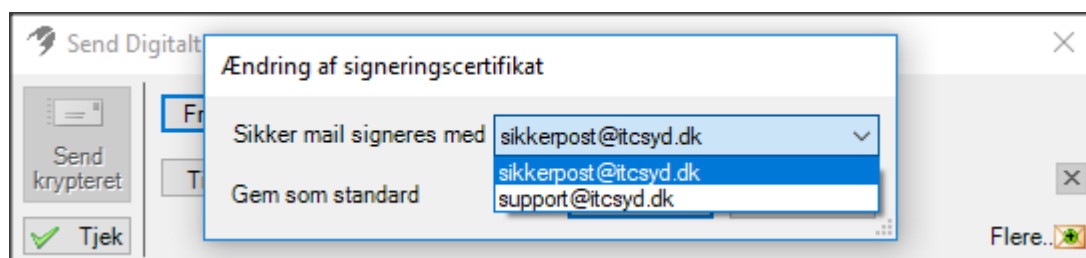 Send Digitalt
Ændring af signeringscertifikat
Fr
Sikker mail signeres med sikkerpost@itcsyd.dk
Send
krypteret
sikkerpost@itcsyd.dk
Gem som standard support@itcsyd.dk
Tjek
Flere..